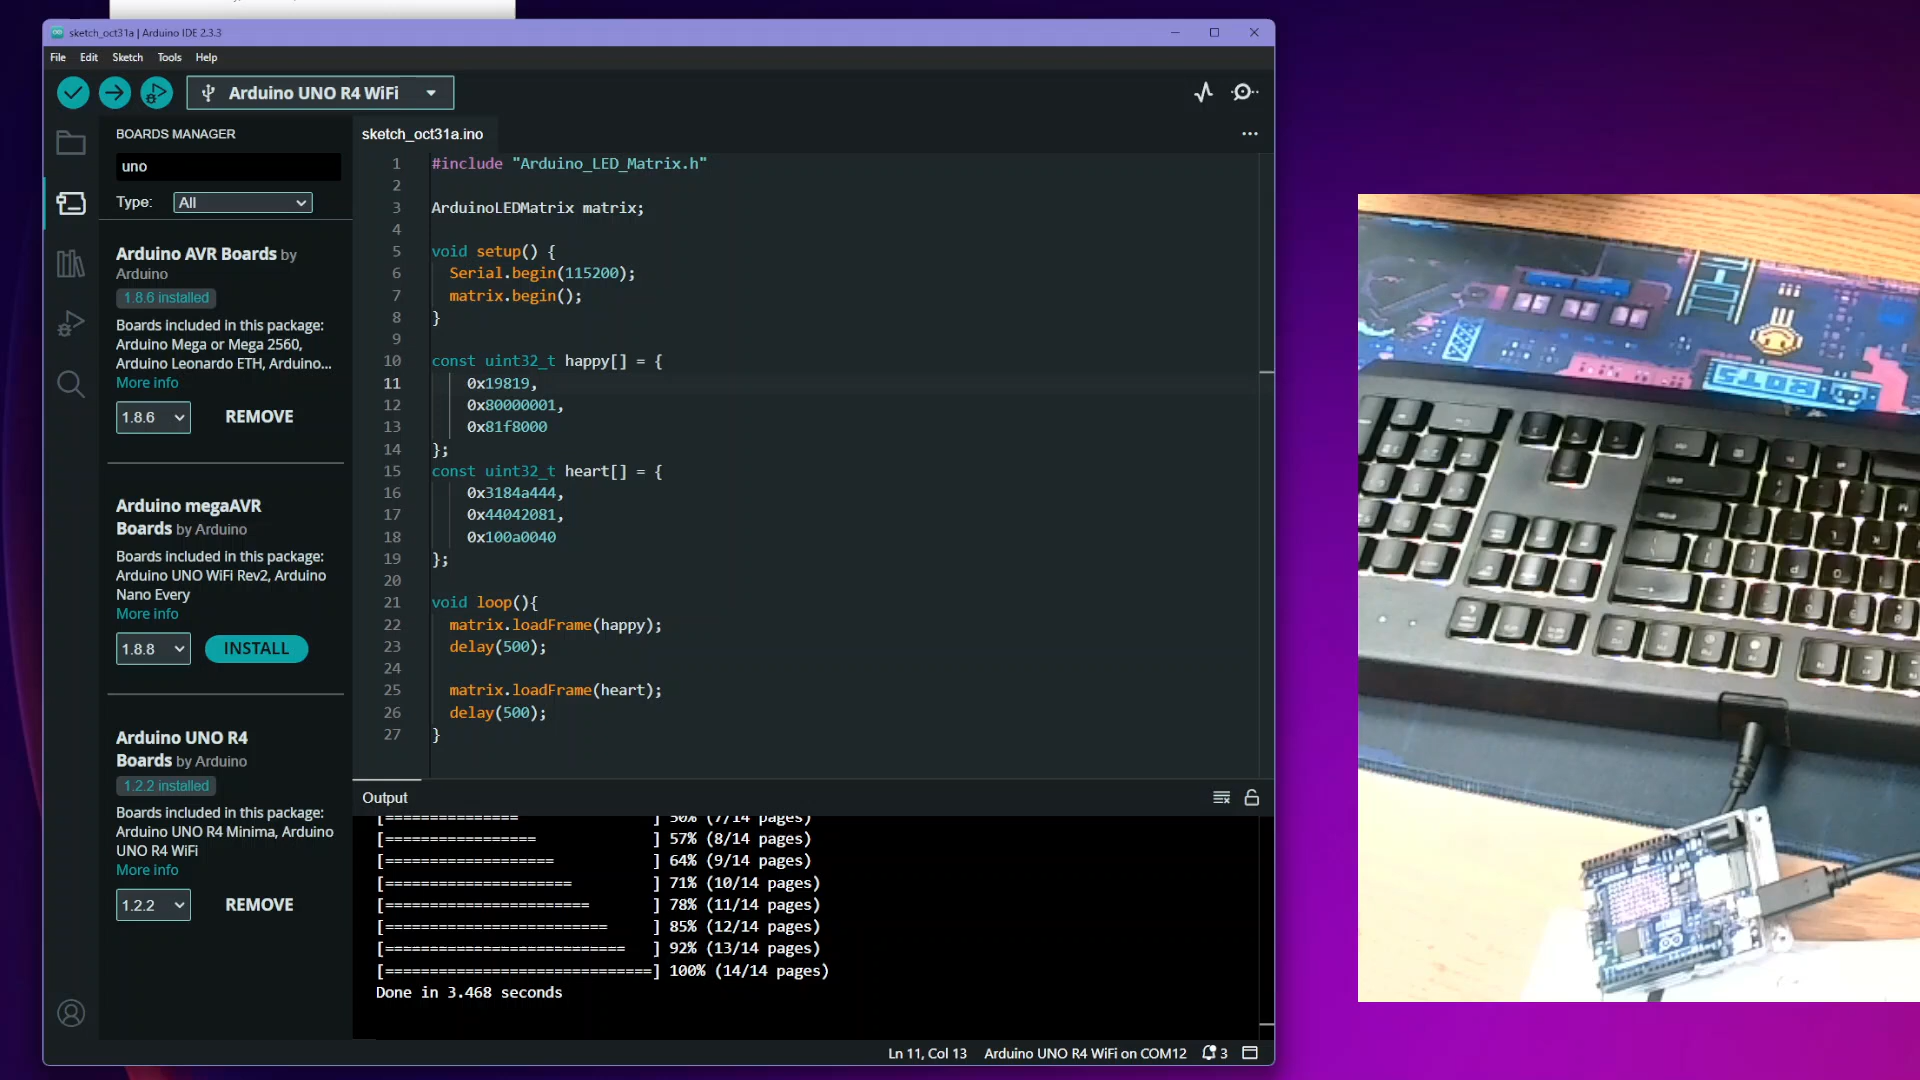 sketch_oct31a | Arduino IDE 2.3.3
File Edit Sketch Tools Help
Arduino UNO R4 WiFi
BOARDS MANAGER
uno
Type: All
Arduino AVR Boards by
Arduino
1.8.6 installed
Boards included in this package:
Arduino Mega or Mega 2560,
Arduino Leonardo ETH, Arduino...
More info
1.8.6 REMOVE
Arduino megaAVR
Boards by Arduino
Boards included in this package:
Arduino UNO WiFi Rev2, Arduino
Nano Every
More info
1.8.8 INSTALL
Arduino UNO R4
Boards by Arduino
1.2.2 installed
Boards included in this package:
Arduino UNO R4 Minima, Arduino
UNO R4 WiFi
More info
1.2.2 REMOVE
sketch_oct31a.ino
1 #include "Arduino_LED_Matrix.h"
2
3 ArduinoLEDMatrix matrix;
4
5 void setup() {
6 Serial.begin(115200);
7 matrix.begin();
8 }
9
10 const uint32_t happy[] = {
11 0x19819,
12 0x80000001,
13 0x81f8000
14 };
15 const uint32_t heart[] = {
16 0x3184a444,
17 0x44042081,
18 0x100a0040
19 };
20
21 void loop(){
22 matrix.loadFrame(happy);
23 delay(500);
24
25 matrix.loadFrame(heart);
26 delay(500);
27 }
Output
[=============== ] 50% (7/14 pages)
[================= ] 57% (8/14 pages)
[=================== ] 64% (9/14 pages)
[===================== ] 71% (10/14 pages)
[======================= ] 78% (11/14 pages)
[========================= ] 85% (12/14 pages)
[=========================== ] 92% (13/14 pages)
[==============================] 100% (14/14 pages)
Done in 3.468 seconds
Ln 11, Col 13 Arduino UNO R4 WiFi on COM12 3